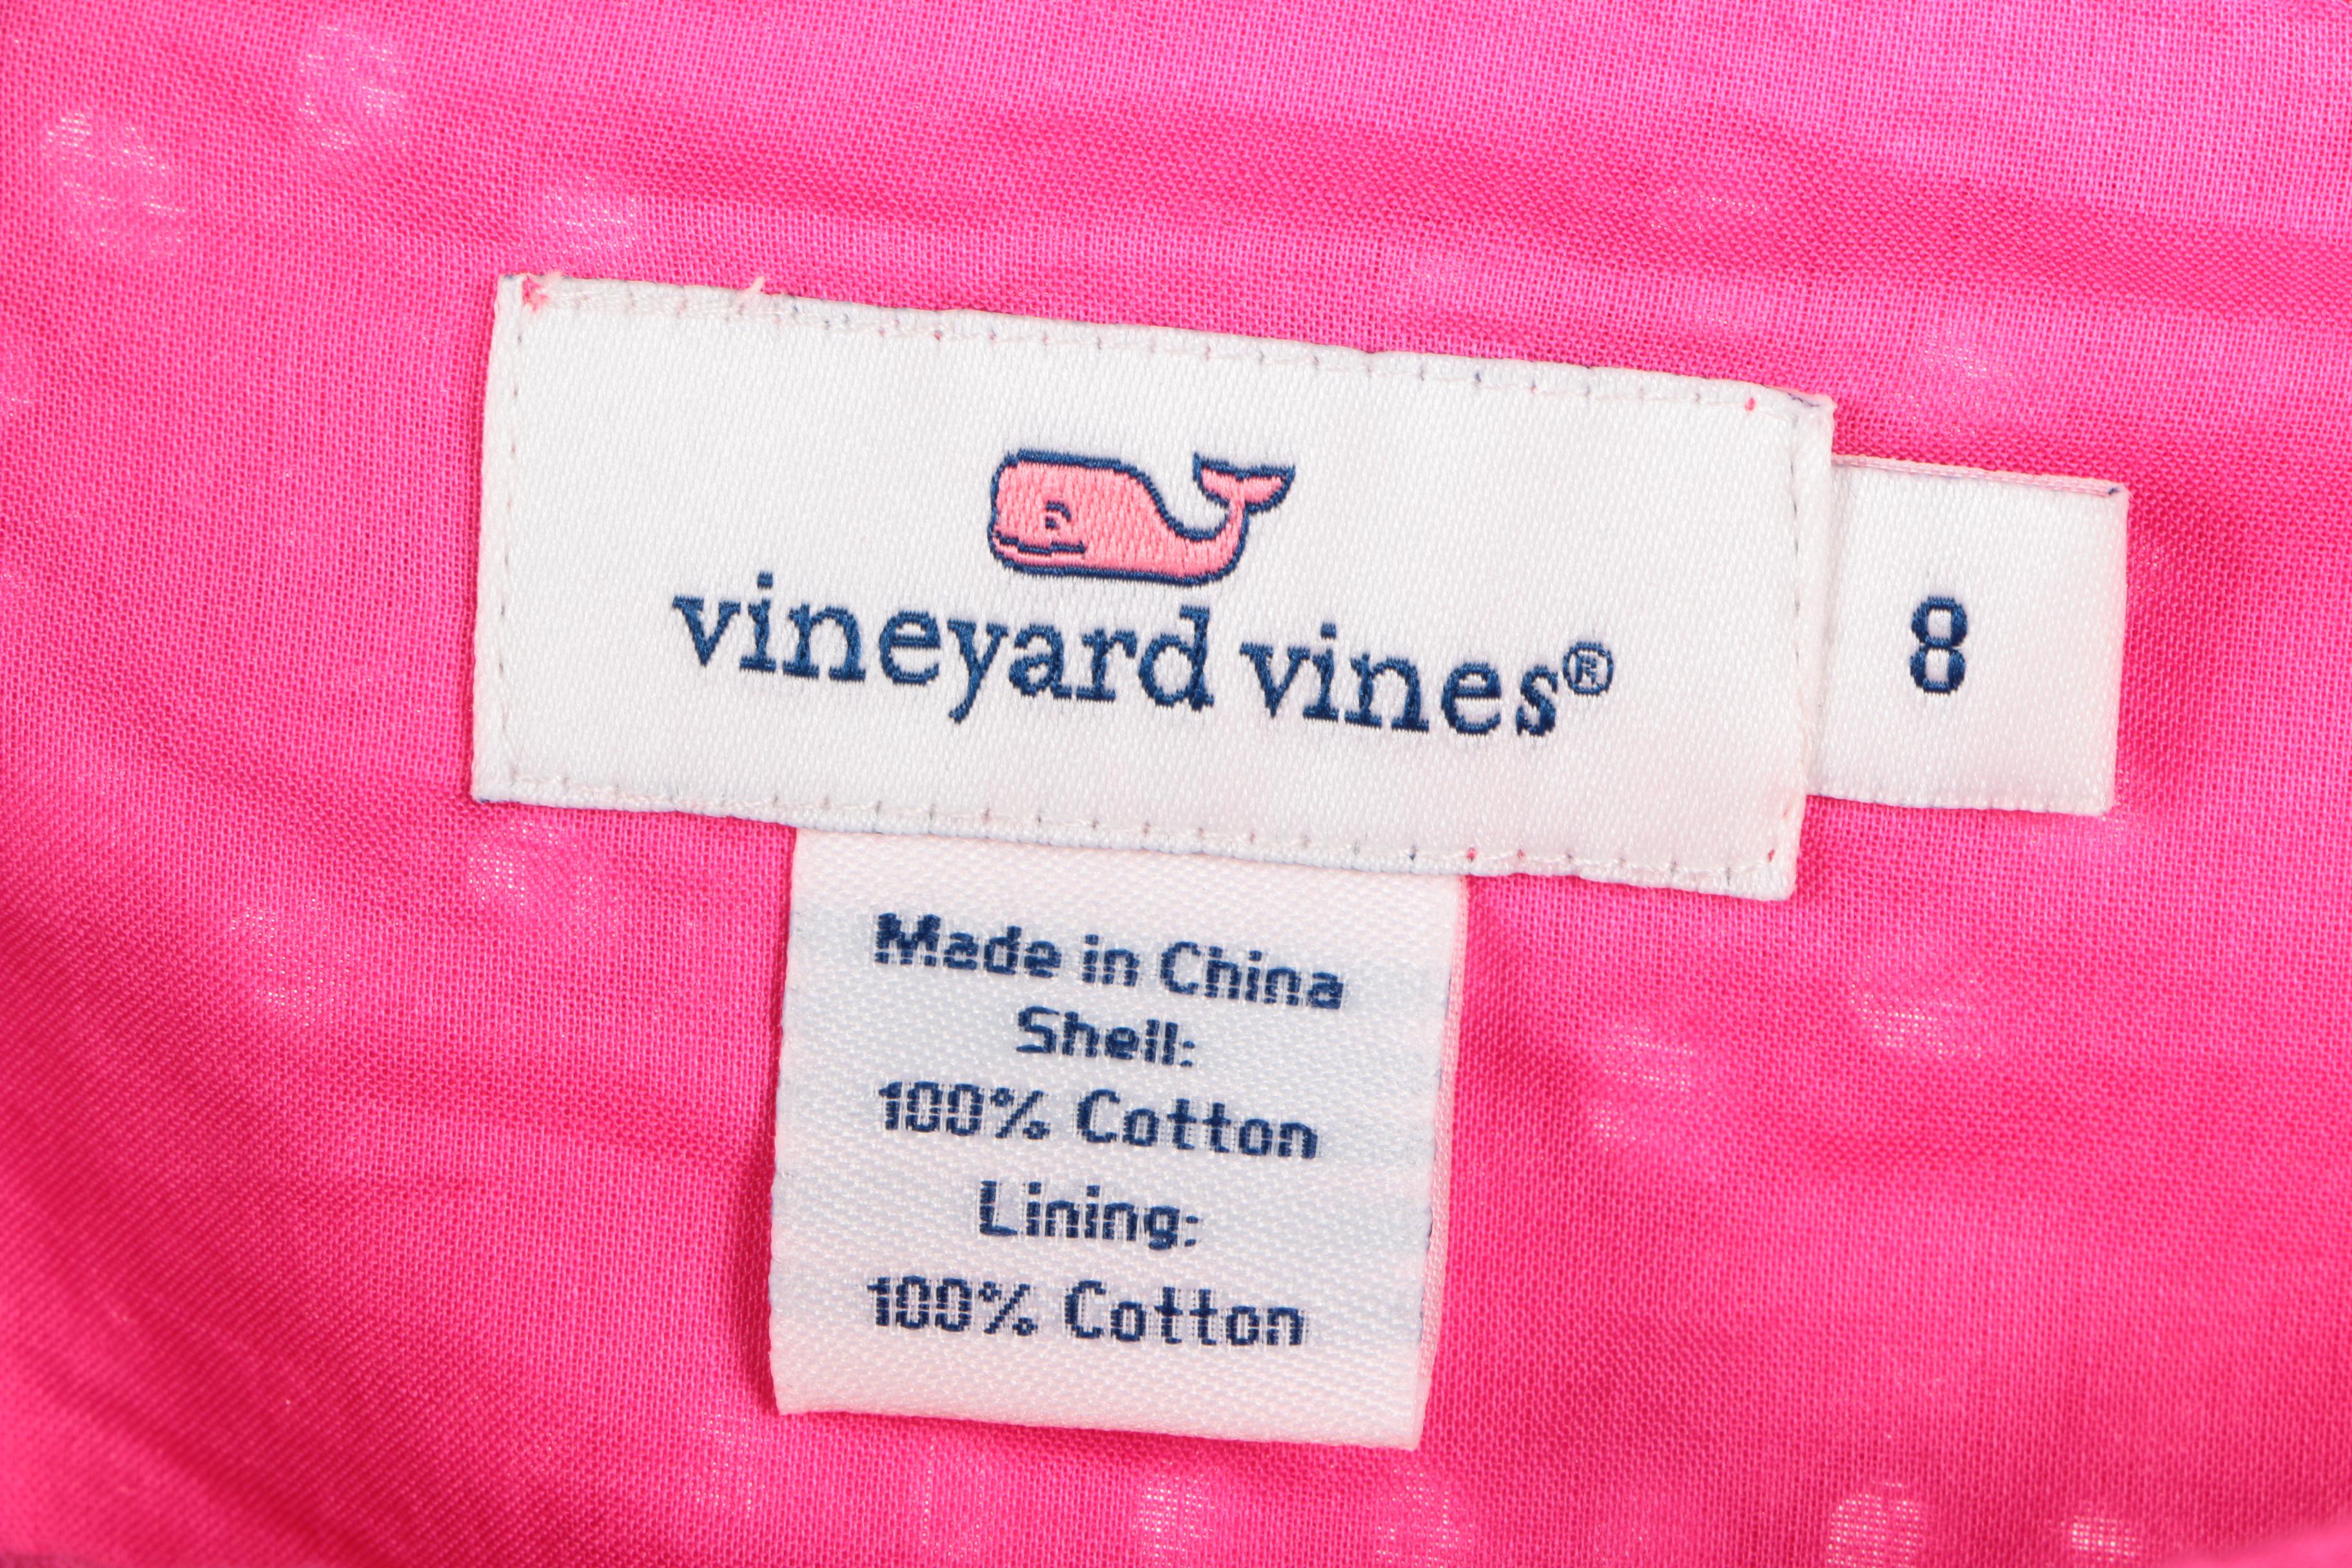 vineyard vines®
8
Made in China
Shell:
100% Cotton
Lining:
100% Cotton